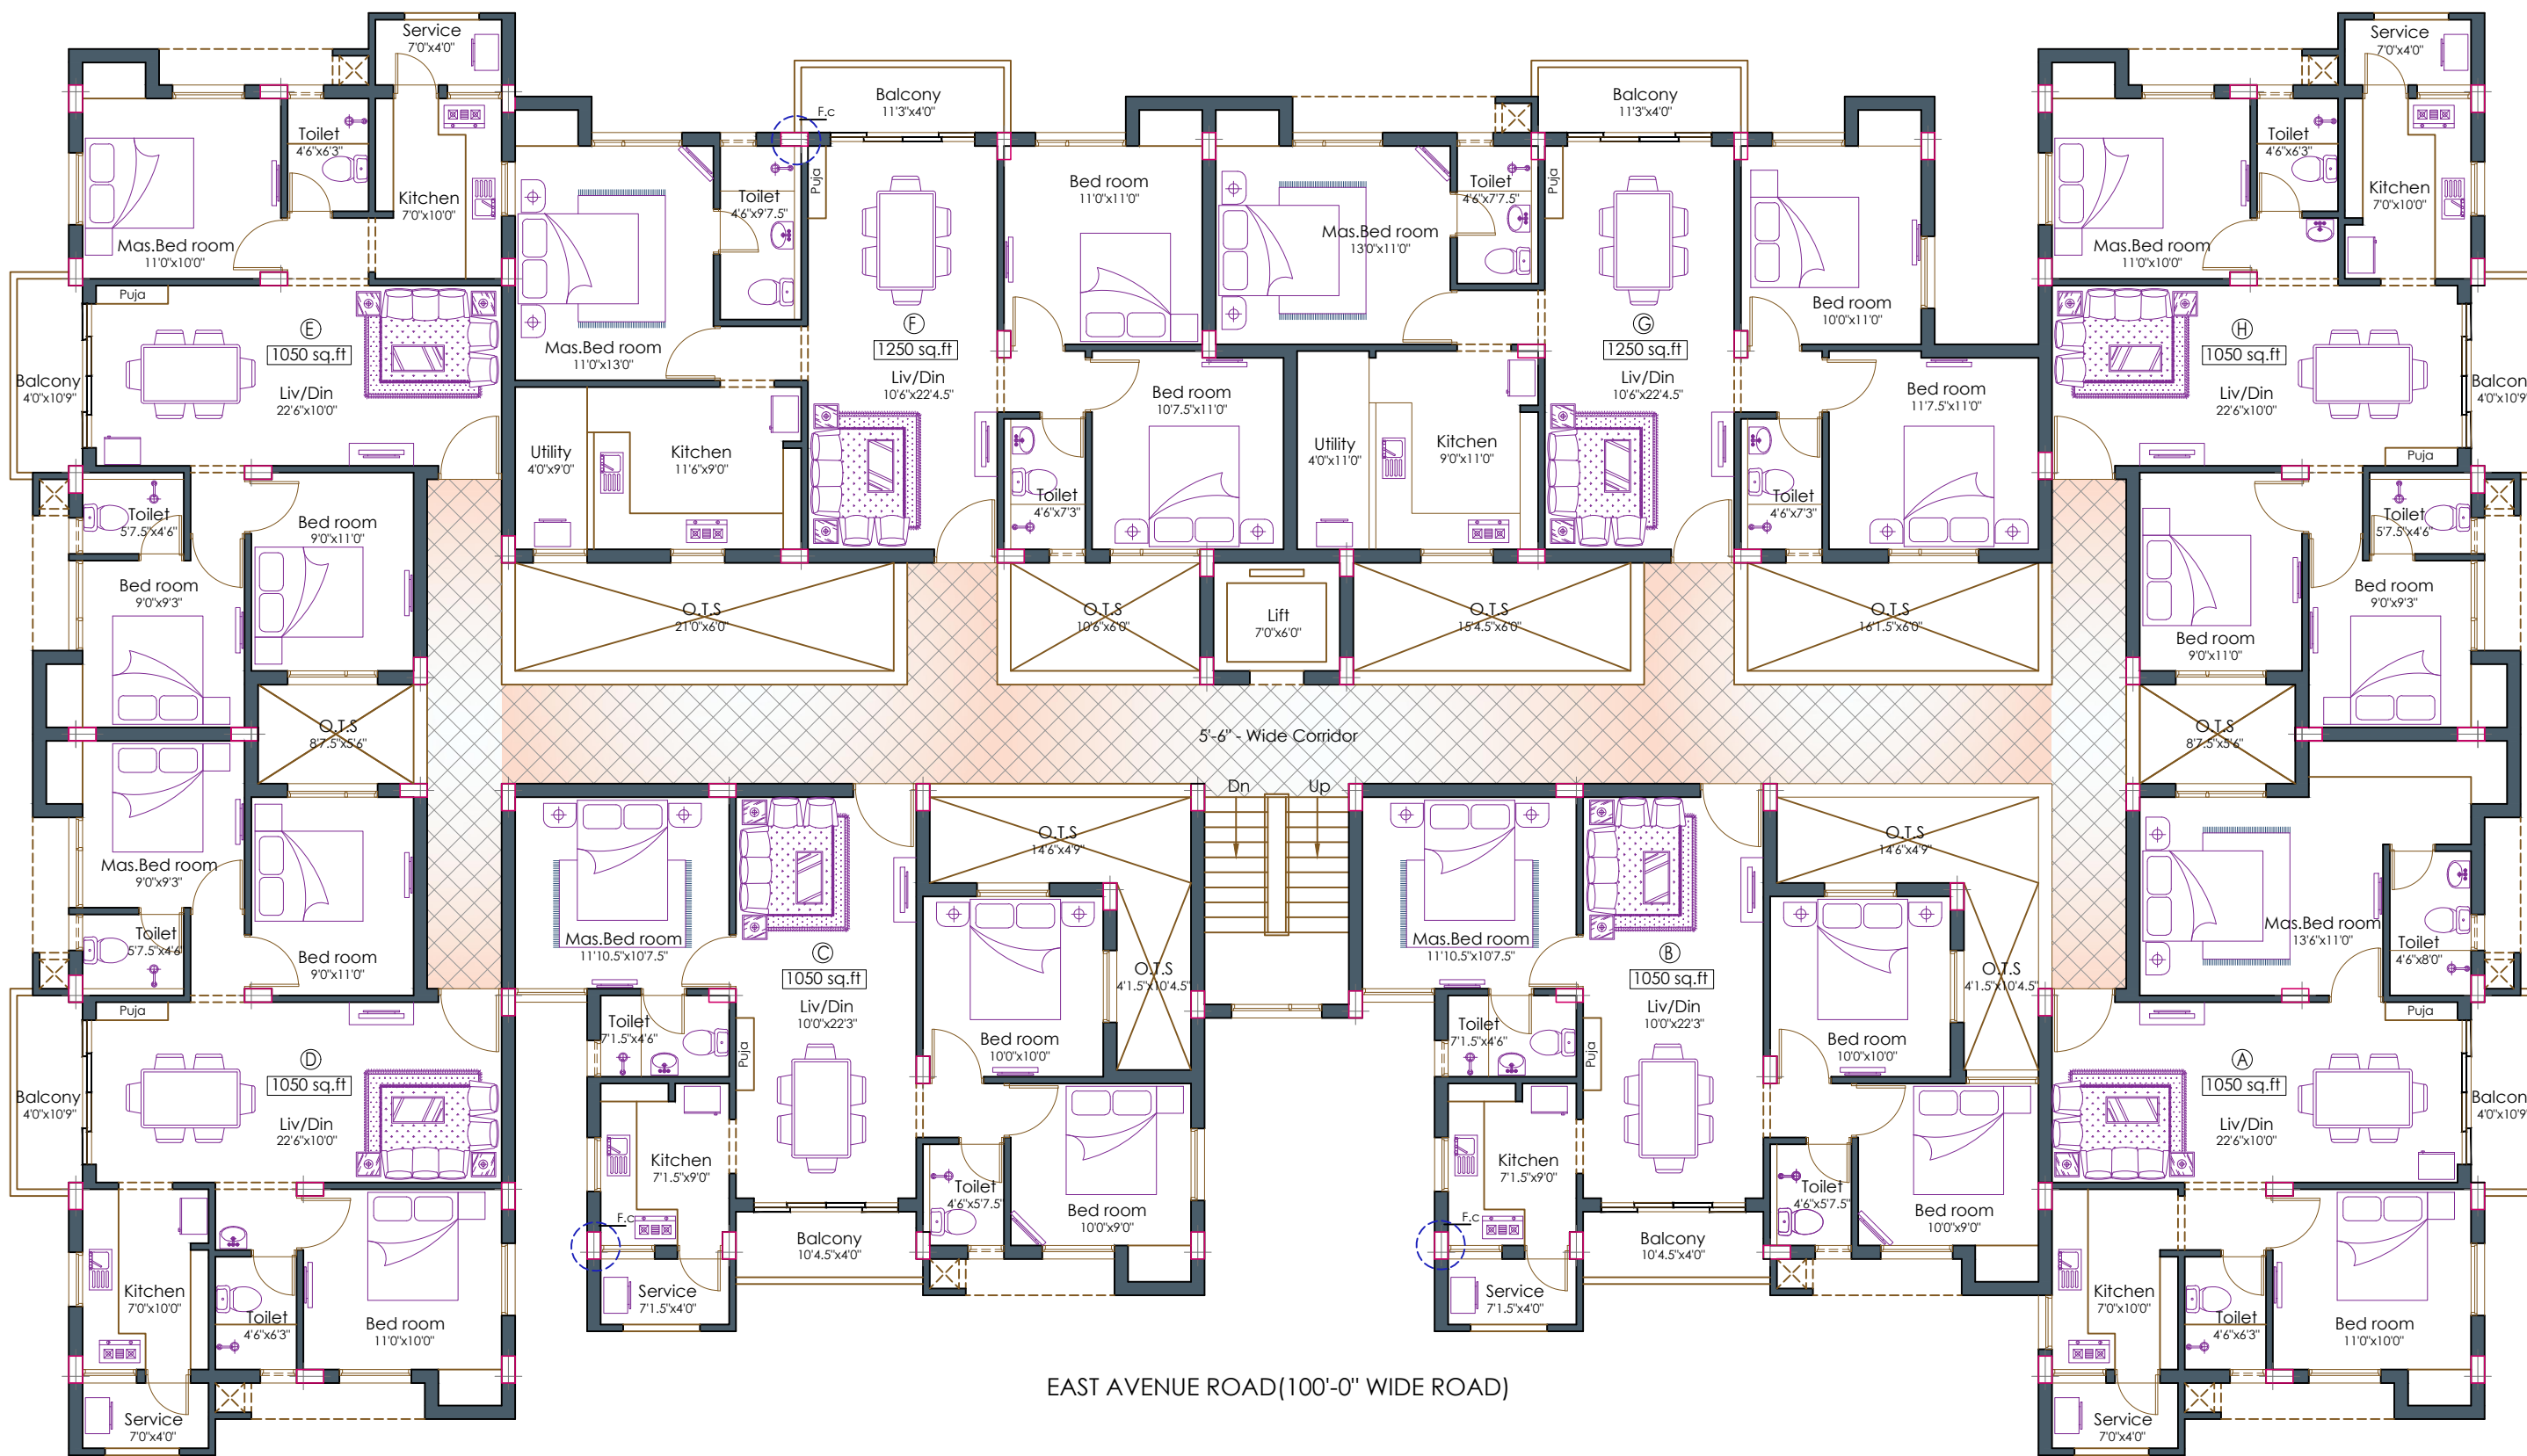 Service
7'0"x4'0"
Toilet
4'6"x6'3"
Kitchen
7'0"x10'0"
Mas.Bed room
11'0"x10'0"
Puja
E
1050 sq.ft
Liv/Din
22'6"x10'0"
Balcony
4'0"x10'9"
Toilet
5'7.5"x4'6"
Bed room
9'0"x11'0"
Bed room
9'0"x9'3"
O.T.S
8'7.5"x5'6"
Balcony
11'3"x4'0"
F.c
Toilet
4'6"x9'7.5"
Puja
Mas.Bed room
11'0"x13'0"
F
1250 sq.ft
Liv/Din
10'6"x22'4.5"
Utility
4'0"x9'0"
Kitchen
11'6"x9'0"
Bed room
11'0"x11'0"
Bed room
10'7.5"x11'0"
Toilet
4'6"x7'3"
Balcony
11'3"x4'0"
Mas.Bed room
13'0"x11'0"
Toilet
4'6"x7'7.5"
Puja
G
1250 sq.ft
Liv/Din
10'6"x22'4.5"
Utility
4'0"x11'0"
Kitchen
9'0"x11'0"
Bed room
10'0"x11'0"
Bed room
11'7.5"x11'0"
Toilet
4'6"x7'3"
Service
7'0"x4'0"
Toilet
4'6"x6'3"
Kitchen
7'0"x10'0"
Mas.Bed room
11'0"x10'0"
H
1050 sq.ft
Liv/Din
22'6"x10'0"
Balcon
4'0"x10'9"
Puja
Toilet
5'7.5"x4'6"
Bed room
9'0"x9'3"
Bed room
9'0"x11'0"
O.T.S
8'7.5"x5'6"
O.T.S
21'0"x6'0"
O.T.S
10'6"x6'0"
Lift
7'0"x6'0"
O.T.S
15'4.5"x6'0"
O.T.S
16'1.5"x6'0"
5'-6" - Wide Corridor
Dn
Up
Mas.Bed room
9'0"x9'3"
Toilet
5'7.5"x4'6"
Bed room
9'0"x11'0"
Puja
D
1050 sq.ft
Liv/Din
22'6"x10'0"
Balcony
4'0"x10'9"
Kitchen
7'0"x10'0"
Toilet
4'6"x6'3"
Bed room
11'0"x10'0"
Service
7'0"x4'0"
Mas.Bed room
11'10.5"x10'7.5"
C
1050 sq.ft
Liv/Din
10'0"x22'3"
Toilet
7'1.5"x4'6"
Puja
Kitchen
7'1.5"x9'0"
F.c
Service
7'1.5"x4'0"
Balcony
10'4.5"x4'0"
O.T.S
14'6"x4'9"
O.T.S
4'1.5"x10'4.5"
Bed room
10'0"x10'0"
Toilet
4'6"x5'7.5"
Bed room
10'0"x9'0"
Mas.Bed room
11'10.5"x10'7.5"
B
1050 sq.ft
Liv/Din
10'0"x22'3"
Toilet
7'1.5"x4'6"
Puja
Kitchen
7'1.5"x9'0"
F.c
Service
7'1.5"x4'0"
Balcony
10'4.5"x4'0"
O.T.S
14'6"x4'9"
O.T.S
4'1.5"x10'4.5"
Bed room
10'0"x10'0"
Toilet
4'6"x5'7.5"
Bed room
10'0"x9'0"
Mas.Bed room
13'6"x11'0"
Toilet
4'6"x8'0"
Puja
A
1050 sq.ft
Liv/Din
22'6"x10'0"
Balcon
4'0"x10'9"
Kitchen
7'0"x10'0"
Toilet
4'6"x6'3"
Bed room
11'0"x10'0"
Service
7'0"x4'0"
EAST AVENUE ROAD(100'-0" WIDE ROAD)